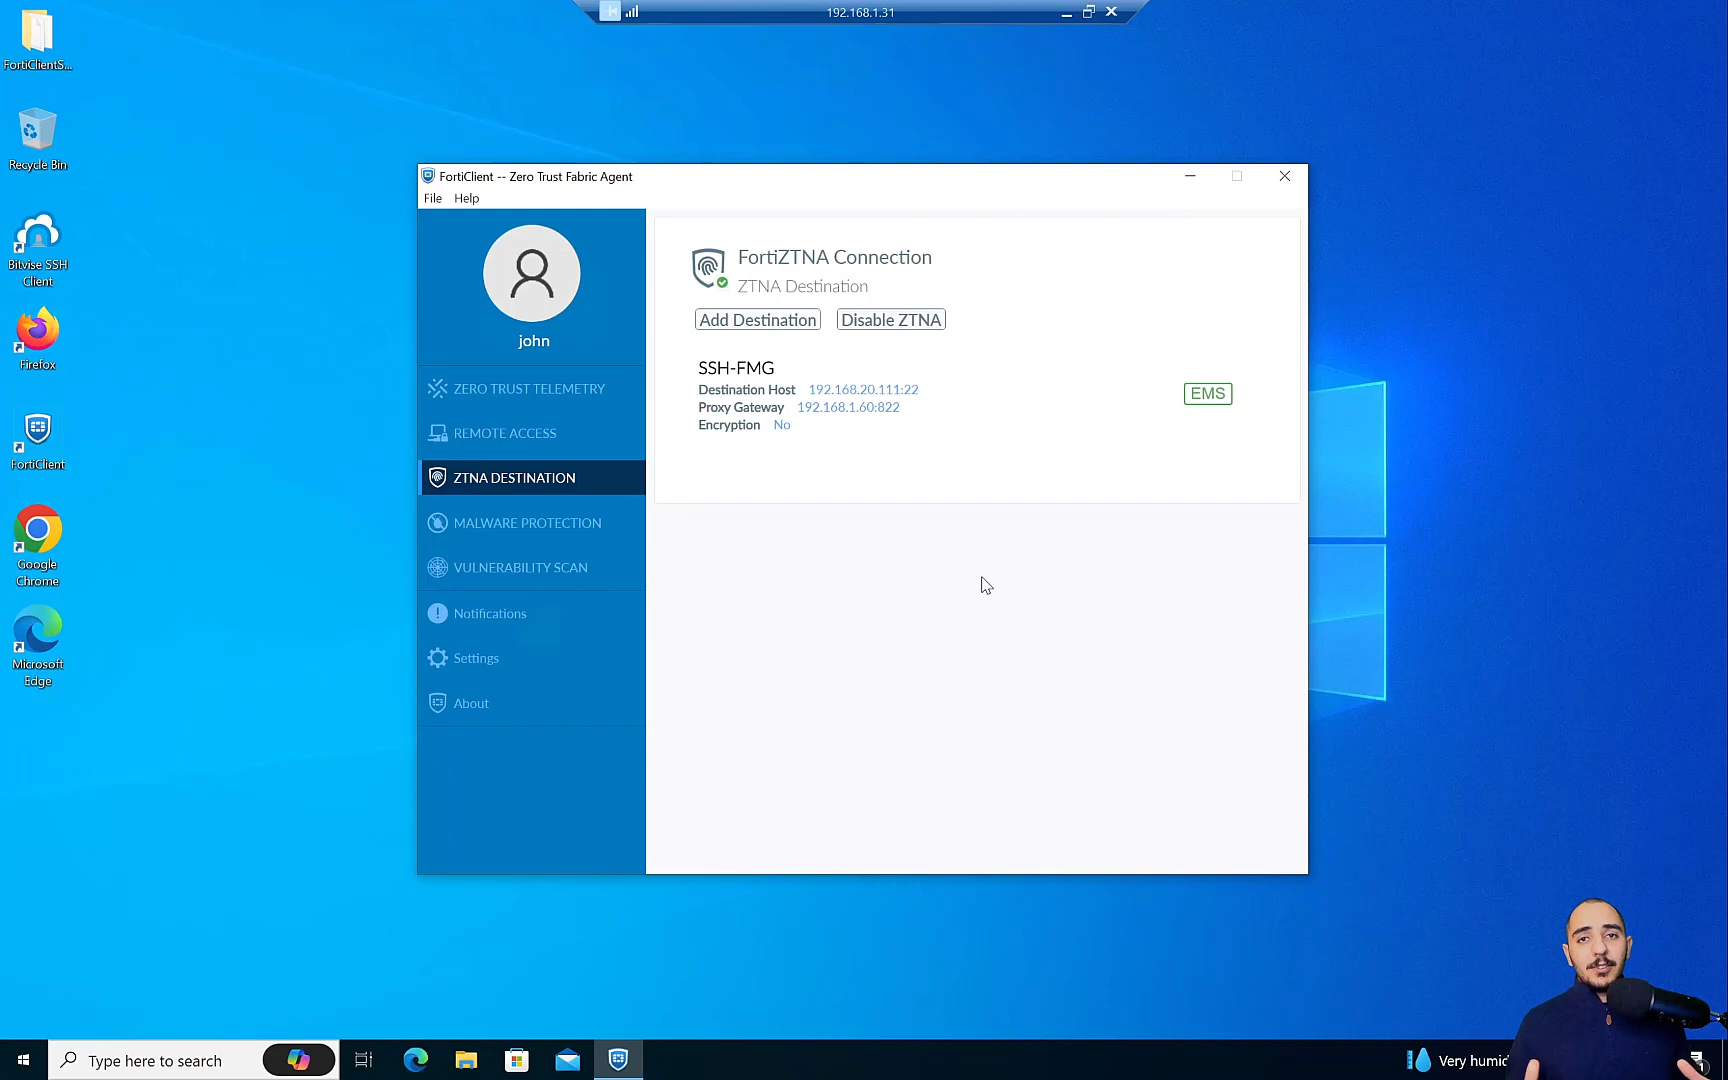 192.168.1.31
FortiClientS...
Recycle Bin
Bitvise SSH
Client
Firefox
FortiClient
Google
Chrome
Microsoft
Edge
FortiClient -- Zero Trust Fabric Agent
File Help
john
ZERO TRUST TELEMETRY
REMOTE ACCESS
ZTNA DESTINATION
MALWARE PROTECTION
VULNERABILITY SCAN
Notifications
Settings
About
FortiZTNA Connection
ZTNA Destination
Add Destination Disable ZTNA
SSH-FMG
Destination Host 192.168.20.111:22
Proxy Gateway 192.168.1.60:822
Encryption No
EMS
Type here to search
Very humid